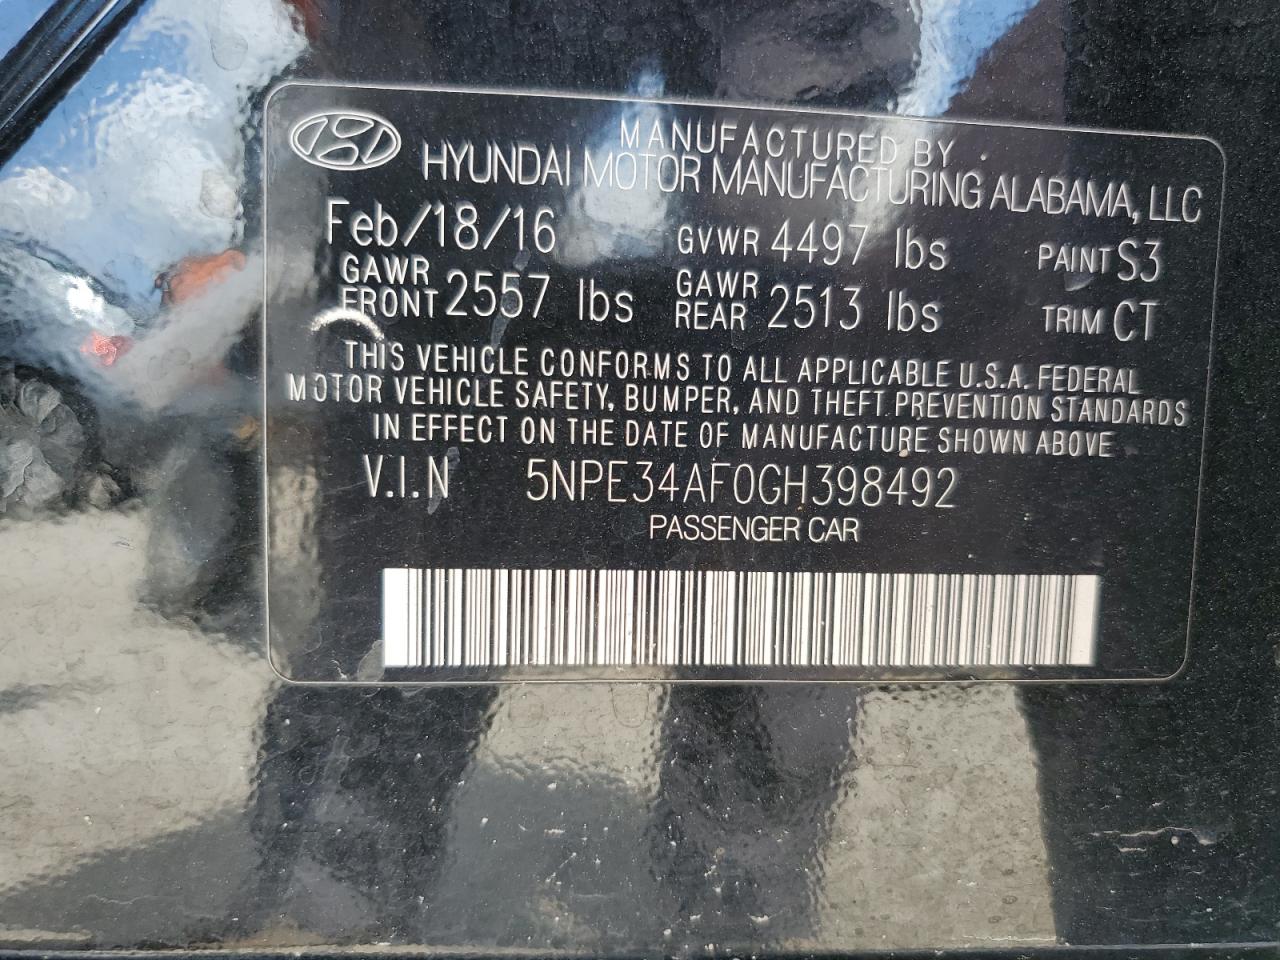 MANUFACTURED BY
HYUNDAI MOTOR MANUFACTURING ALABAMA, LLC
Feb/18/16 GVWR 4497 lbs PAINT S3
GAWR FRONT 2557 lbs GAWR REAR 2513 lbs TRIM CT
THIS VEHICLE CONFORMS TO ALL APPLICABLE U.S.A. FEDERAL
MOTOR VEHICLE SAFETY, BUMPER, AND THEFT PREVENTION STANDARDS
IN EFFECT ON THE DATE OF MANUFACTURE SHOWN ABOVE
V.I.N 5NPE34AF0GH398492
PASSENGER CAR